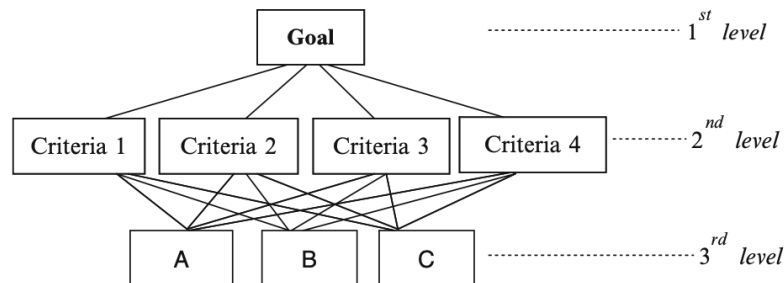 Goal
1st level
Criteria 1
Criteria 2
Criteria 3
Criteria 4
2nd level
A
B
C
3rd level